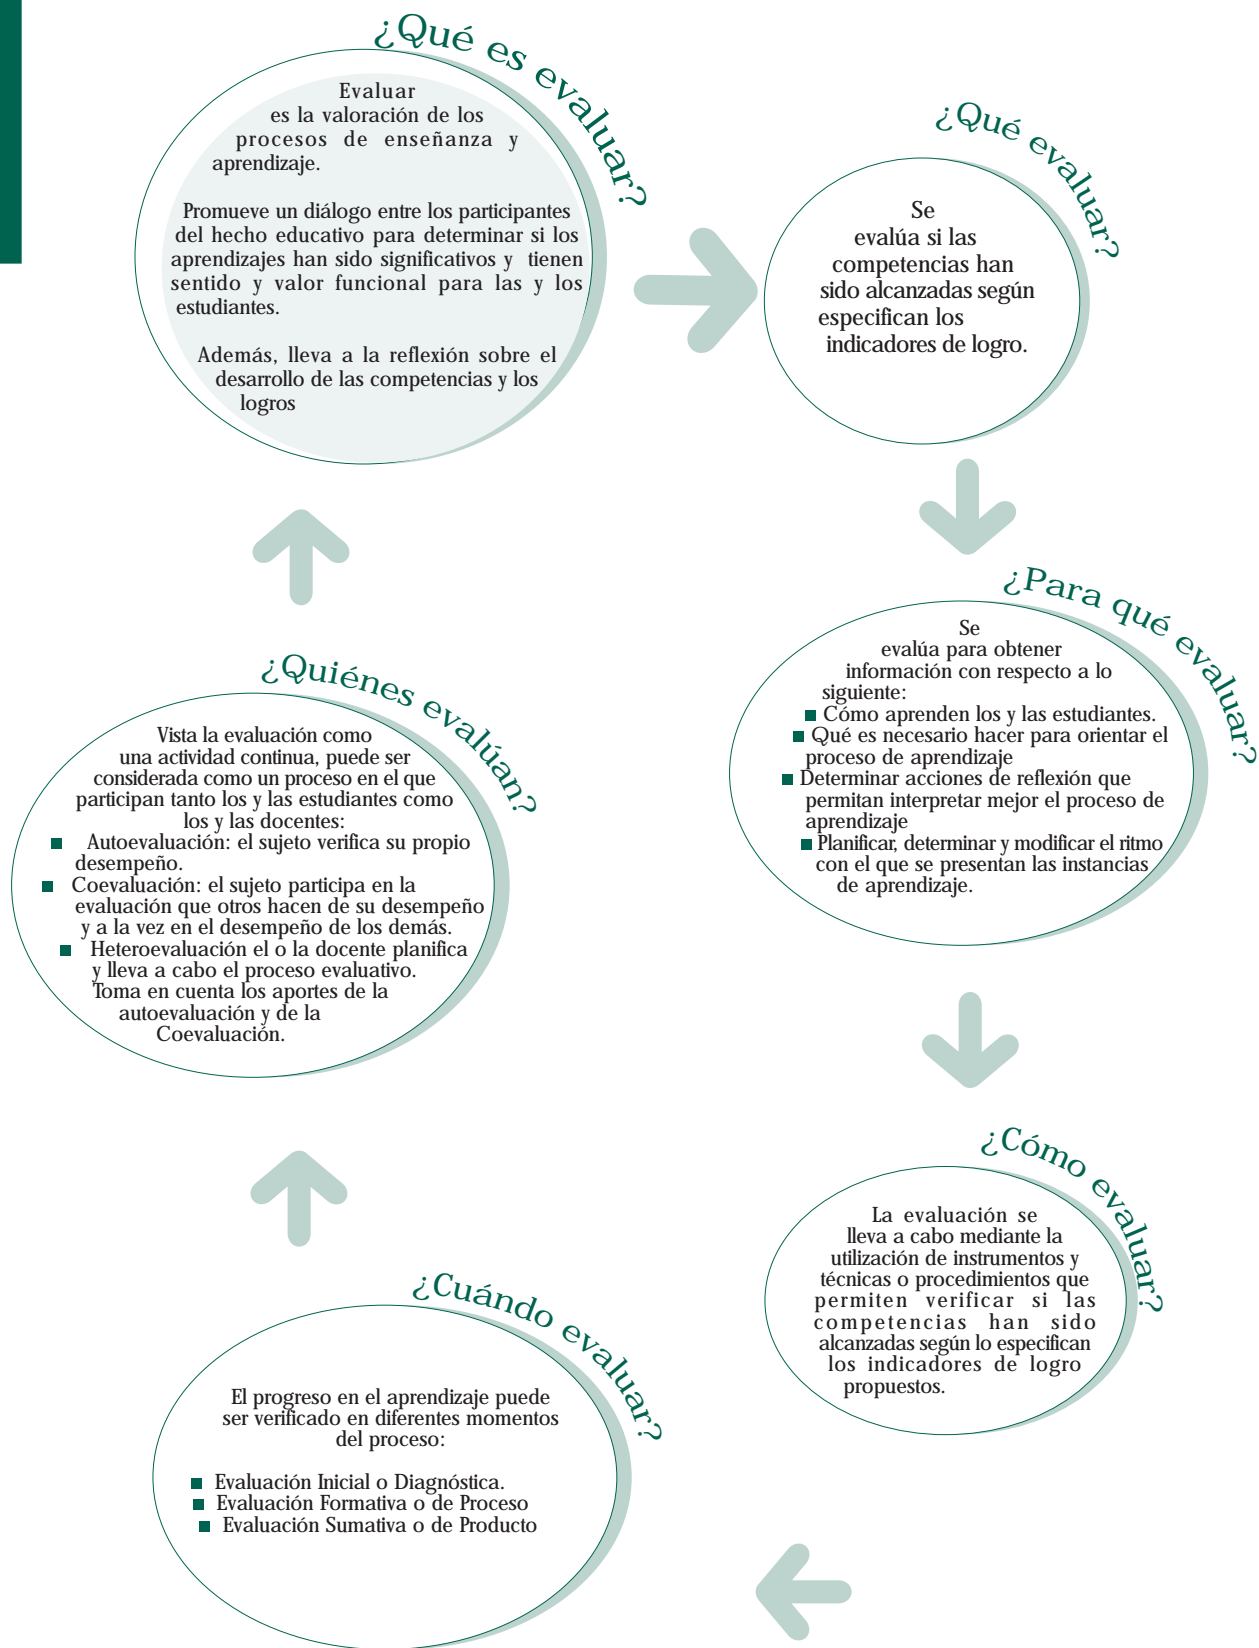 ¿Qué es evaluar?
Evaluar
es la valoración de los
procesos de enseñanza y
aprendizaje.
Promueve un diálogo entre los participantes
del hecho educativo para determinar si los
aprendizajes han sido significativos y tienen
sentido y valor funcional para las y los
estudiantes.
Además, lleva a la reflexión sobre el
desarrollo de las competencias y los
logros
¿Qué evaluar?
Se
evalúa si las
competencias han
sido alcanzadas según
especifican los
indicadores de logro.
¿Para qué evaluar?
Se
evalúa para obtener
información con respecto a lo
siguiente:
■ Cómo aprenden los y las estudiantes.
■ Qué es necesario hacer para orientar el
proceso de aprendizaje
■ Determinar acciones de reflexión que
permitan interpretar mejor el proceso de
aprendizaje
■ Planificar, determinar y modificar el ritmo
con el que se presentan las instancias
de aprendizaje.
¿Cómo evaluar?
La evaluación se
lleva a cabo mediante la
utilización de instrumentos y
técnicas o procedimientos que
permiten verificar si las
competencias han sido
alcanzadas según lo especifican
los indicadores de logro
propuestos.
¿Cuándo evaluar?
El progreso en el aprendizaje puede
ser verificado en diferentes momentos
del proceso:
■ Evaluación Inicial o Diagnóstica.
■ Evaluación Formativa o de Proceso
■ Evaluación Sumativa o de Producto
¿Quiénes evalúan?
Vista la evaluación como
una actividad continua, puede ser
considerada como un proceso en el que
participan tanto los y las estudiantes como
los y las docentes:
■ Autoevaluación: el sujeto verifica su propio
desempeño.
■ Coevaluación: el sujeto participa en la
evaluación que otros hacen de su desempeño
y a la vez en el desempeño de los demás.
■ Heteroevaluación el o la docente planifica
y lleva a cabo el proceso evaluativo.
Toma en cuenta los aportes de la
autoevaluación y de la
Coevaluación.